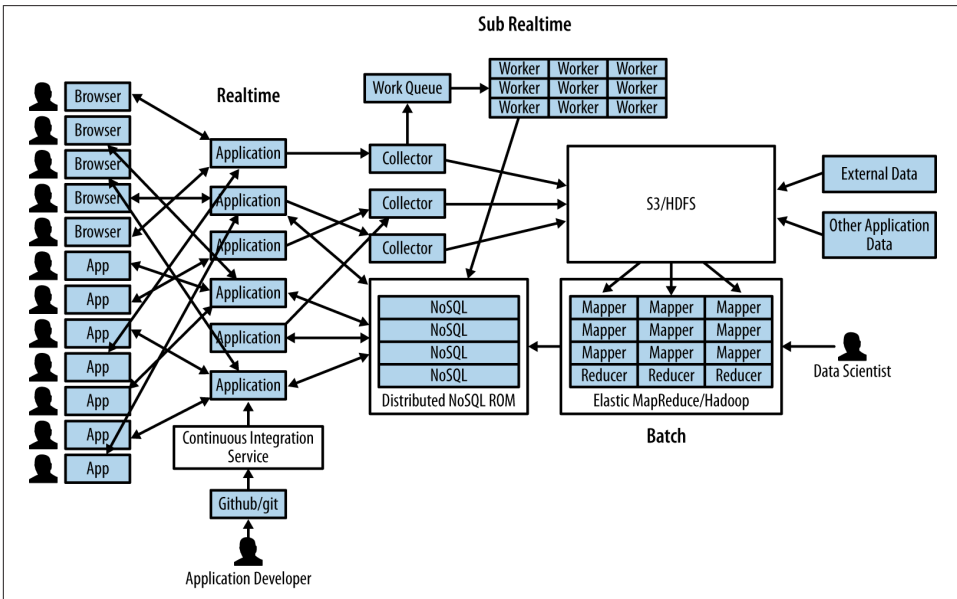 Sub Realtime
Realtime
Work Queue
Worker Worker Worker
Worker Worker Worker
Worker Worker Worker
Browser
Browser
Browser
Browser
Browser
App
App
App
App
App
App
App
Application
Application
Application
Application
Application
Application
Collector
Collector
Collector
S3/HDFS
External Data
Other Application
Data
NoSQL
NoSQL
NoSQL
NoSQL
Distributed NoSQL ROM
Mapper Mapper Mapper
Mapper Mapper Mapper
Mapper Mapper Mapper
Reducer Reducer Reducer
Elastic MapReduce/Hadoop
Batch
Data Scientist
Continuous Integration
Service
Github/git
Application Developer